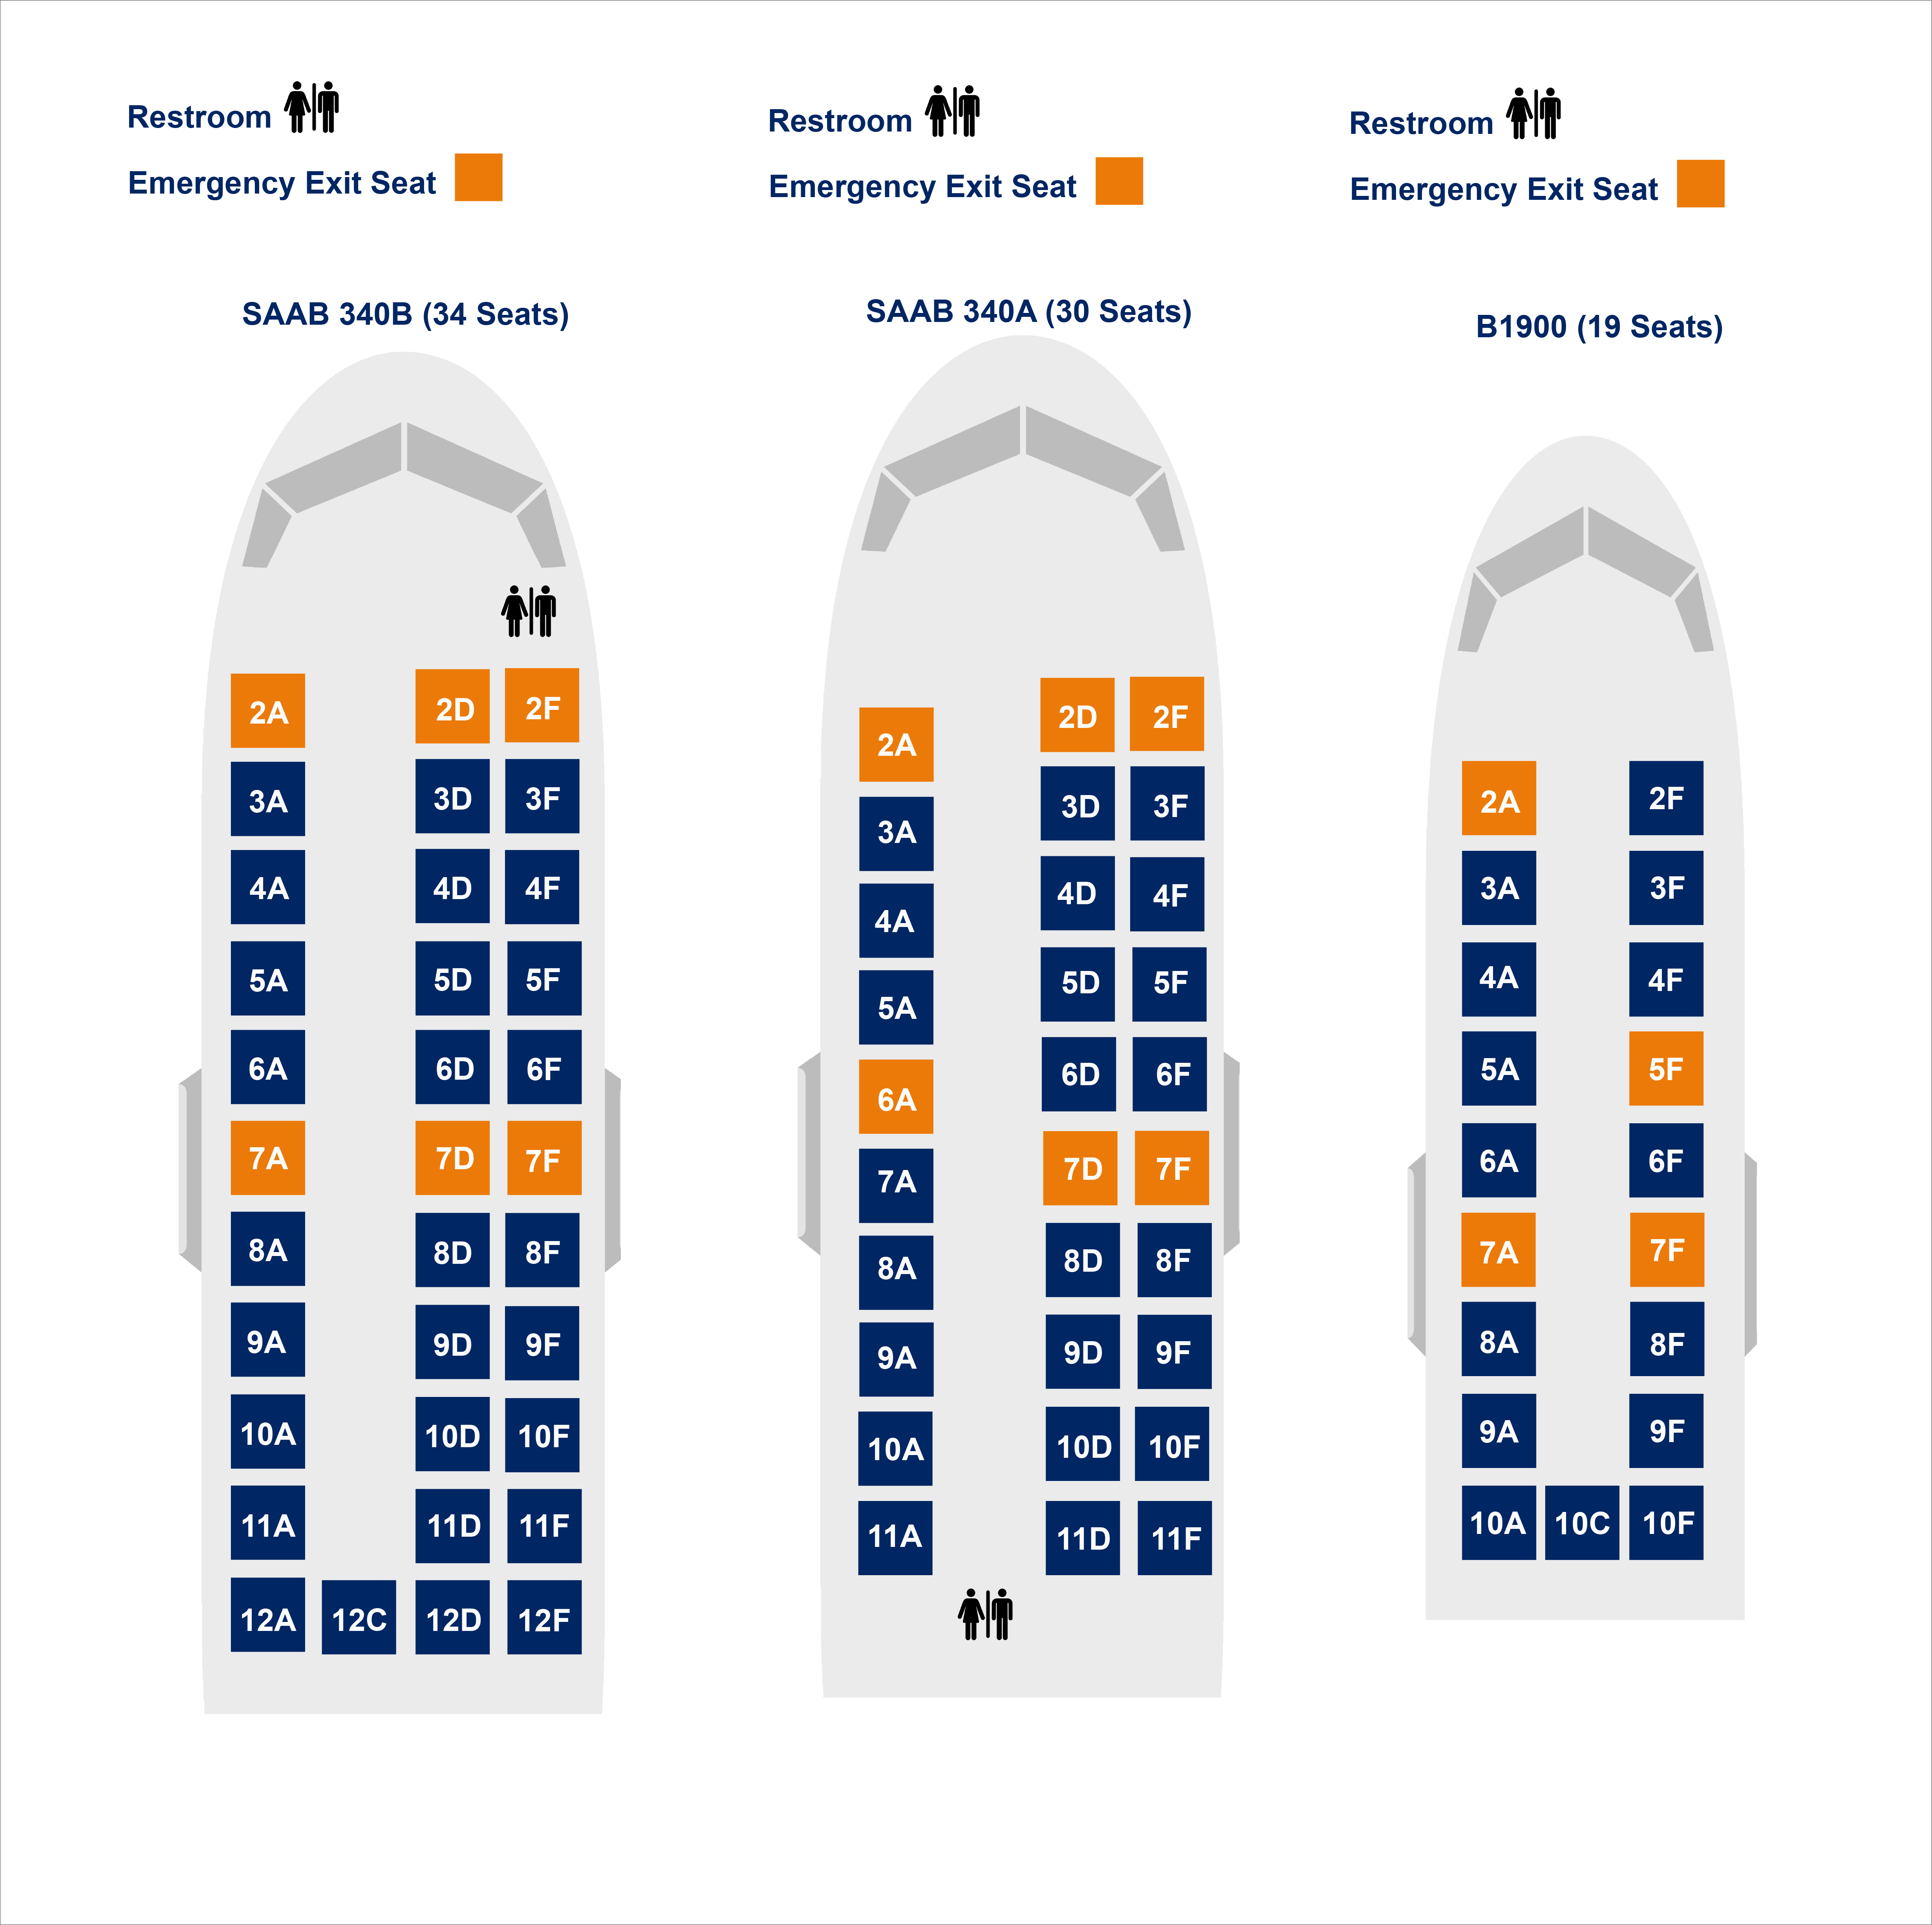 Restroom
Emergency Exit Seat
SAAB 340B (34 Seats)
2A 2D 2F
3A 3D 3F
4A 4D 4F
5A 5D 5F
6A 6D 6F
7A 7D 7F
8A 8D 8F
9A 9D 9F
10A 10D 10F
11A 11D 11F
12A 12C 12D 12F
Restroom
Emergency Exit Seat
SAAB 340A (30 Seats)
2A 2D 2F
3A 3D 3F
4A 4D 4F
5A 5D 5F
6A 6D 6F
7A 7D 7F
8A 8D 8F
9A 9D 9F
10A 10D 10F
11A 11D 11F
Restroom
Emergency Exit Seat
B1900 (19 Seats)
2A 2F
3A 3F
4A 4F
5A 5F
6A 6F
7A 7F
8A 8F
9A 9F
10A 10C 10F